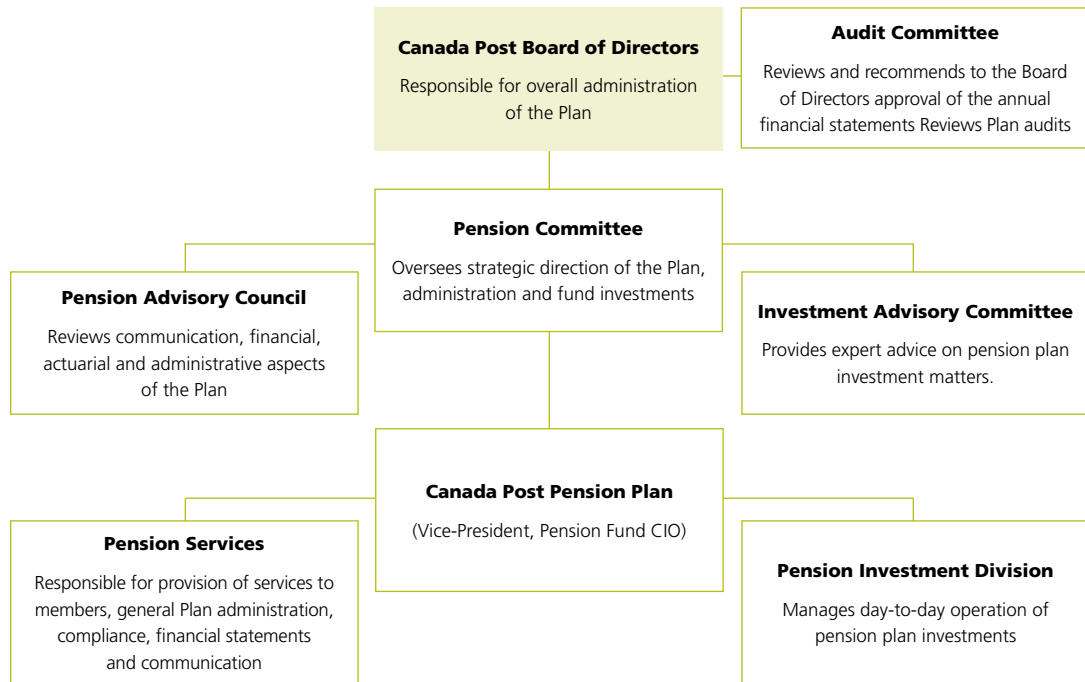 Canada Post Board of Directors
Responsible for overall administration
of the Plan
Audit Committee
Reviews and recommends to the Board
of Directors approval of the annual
financial statements Reviews Plan audits
Pension Committee
Oversees strategic direction of the Plan,
administration and fund investments
Pension Advisory Council
Reviews communication, financial,
actuarial and administrative aspects
of the Plan
Investment Advisory Committee
Provides expert advice on pension plan
investment matters.
Canada Post Pension Plan
(Vice-President, Pension Fund CIO)
Pension Services
Responsible for provision of services to
members, general Plan administration,
compliance, financial statements
and communication
Pension Investment Division
Manages day-to-day operation of
pension plan investments